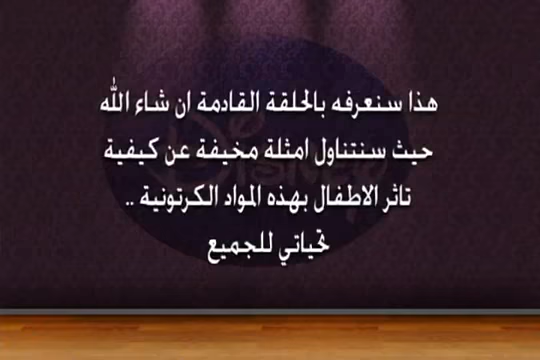 هذا سنعرفه بالحلقة القادمة ان شاء الله
حيث سنتناول امثلة مخيفة عن كيفية
تاثر الاطفال بهذه المواد الكرتونية ..
تحياتي للجميع